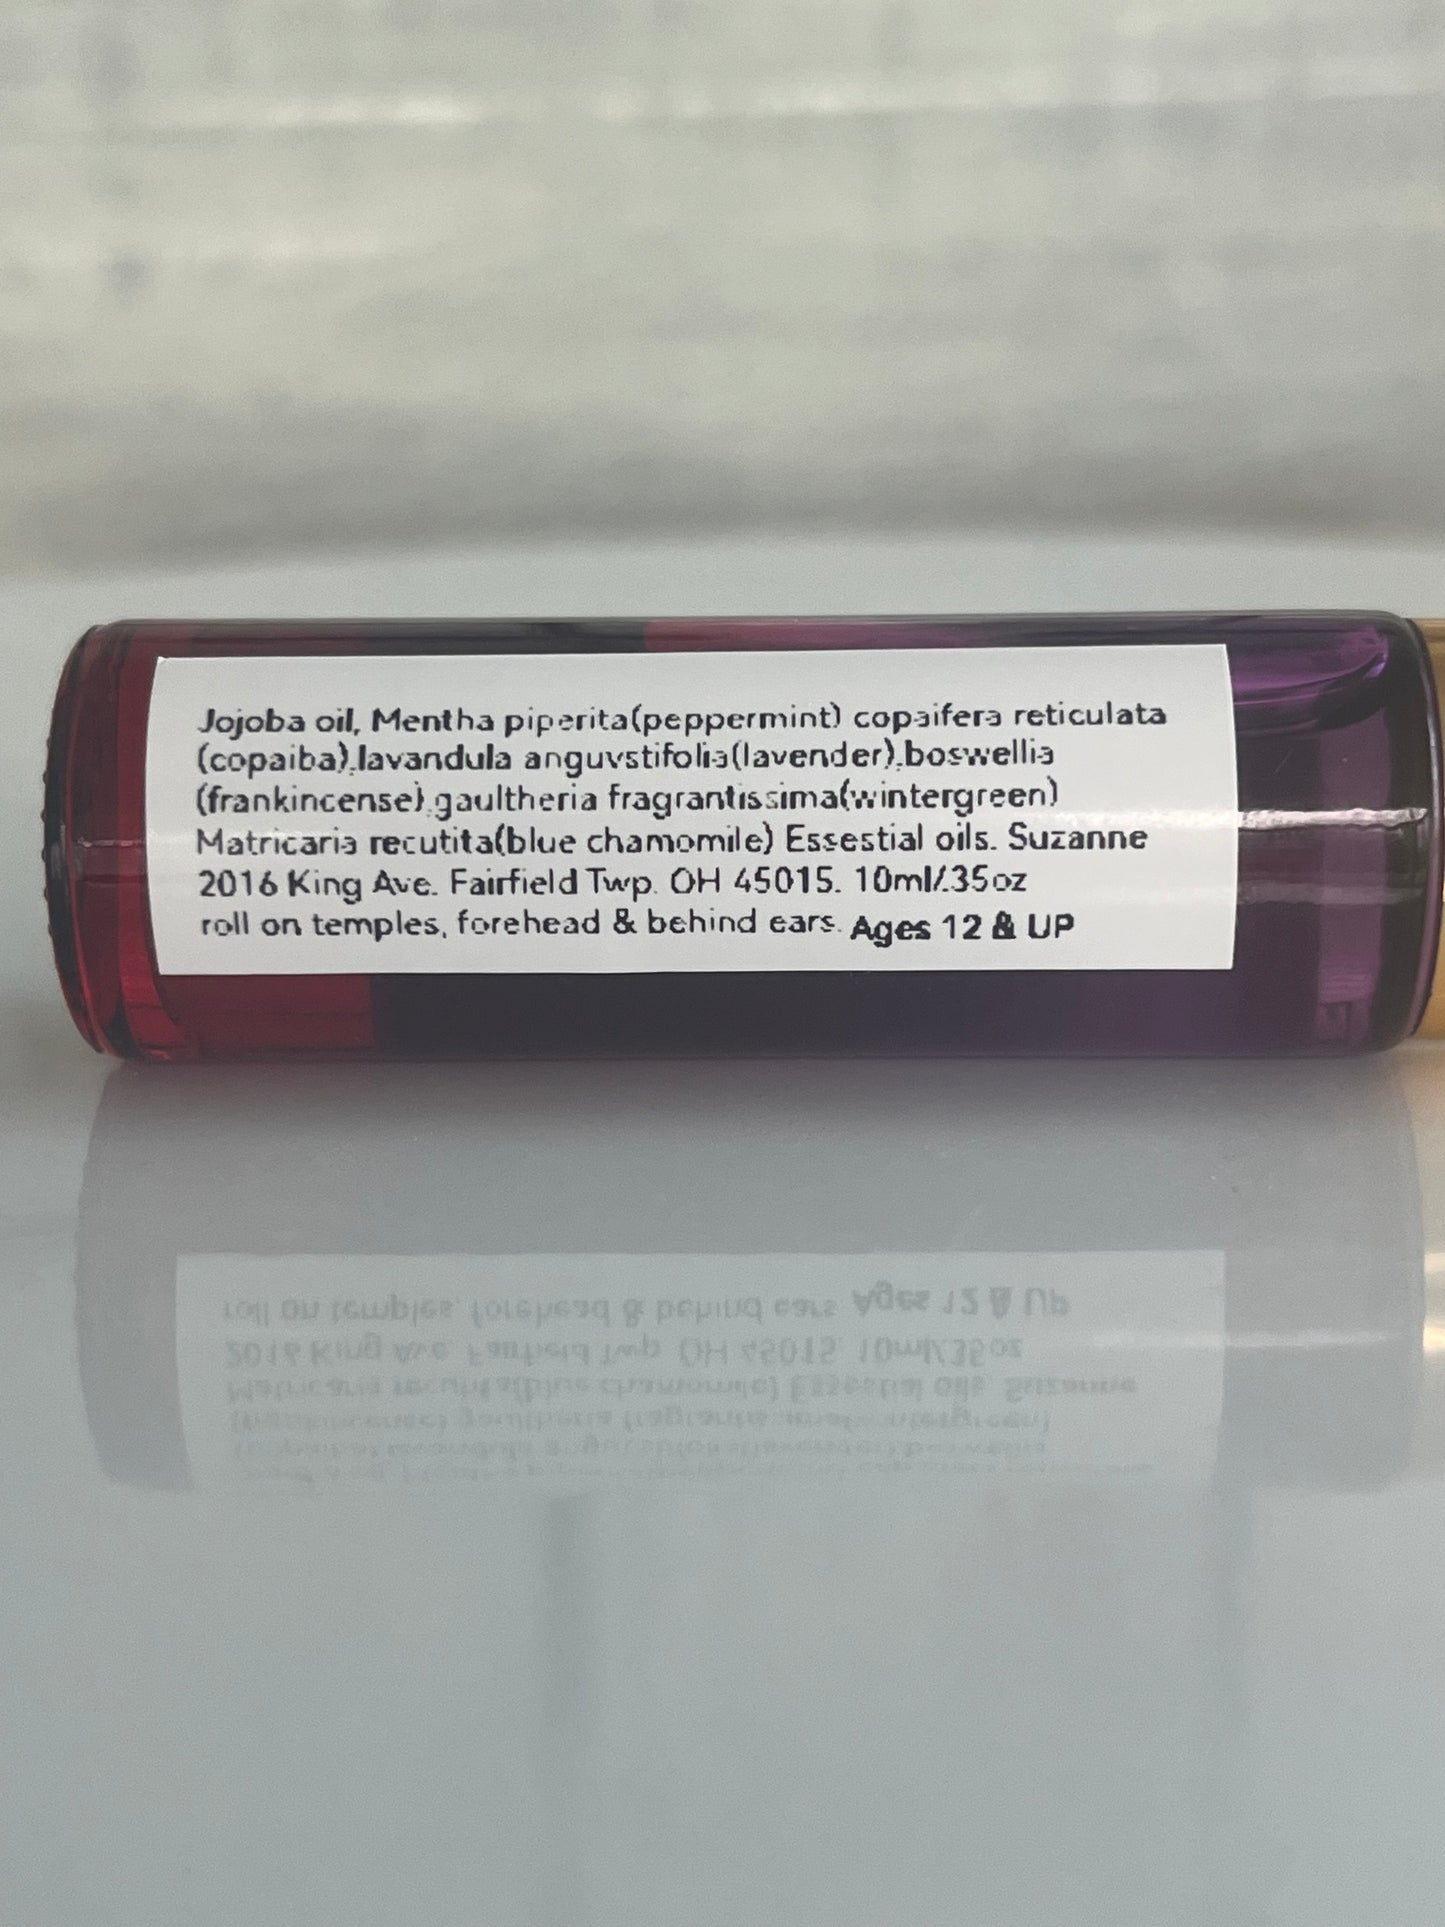 Jojoba oil, Mentha piperita(peppermint) copaifera reticulata
(copaiba),lavandula anguvstifolia(lavender),boswellia
(frankincense),gaultheria fragrantissima(wintergreen)
Matricaria recutita(blue chamomile) Essestial oils. Suzanne
2016 King Ave. Fairfield Twp. OH 45015. 10ml/.35oz
roll on temples, forehead & behind ears. Ages 12 & UP